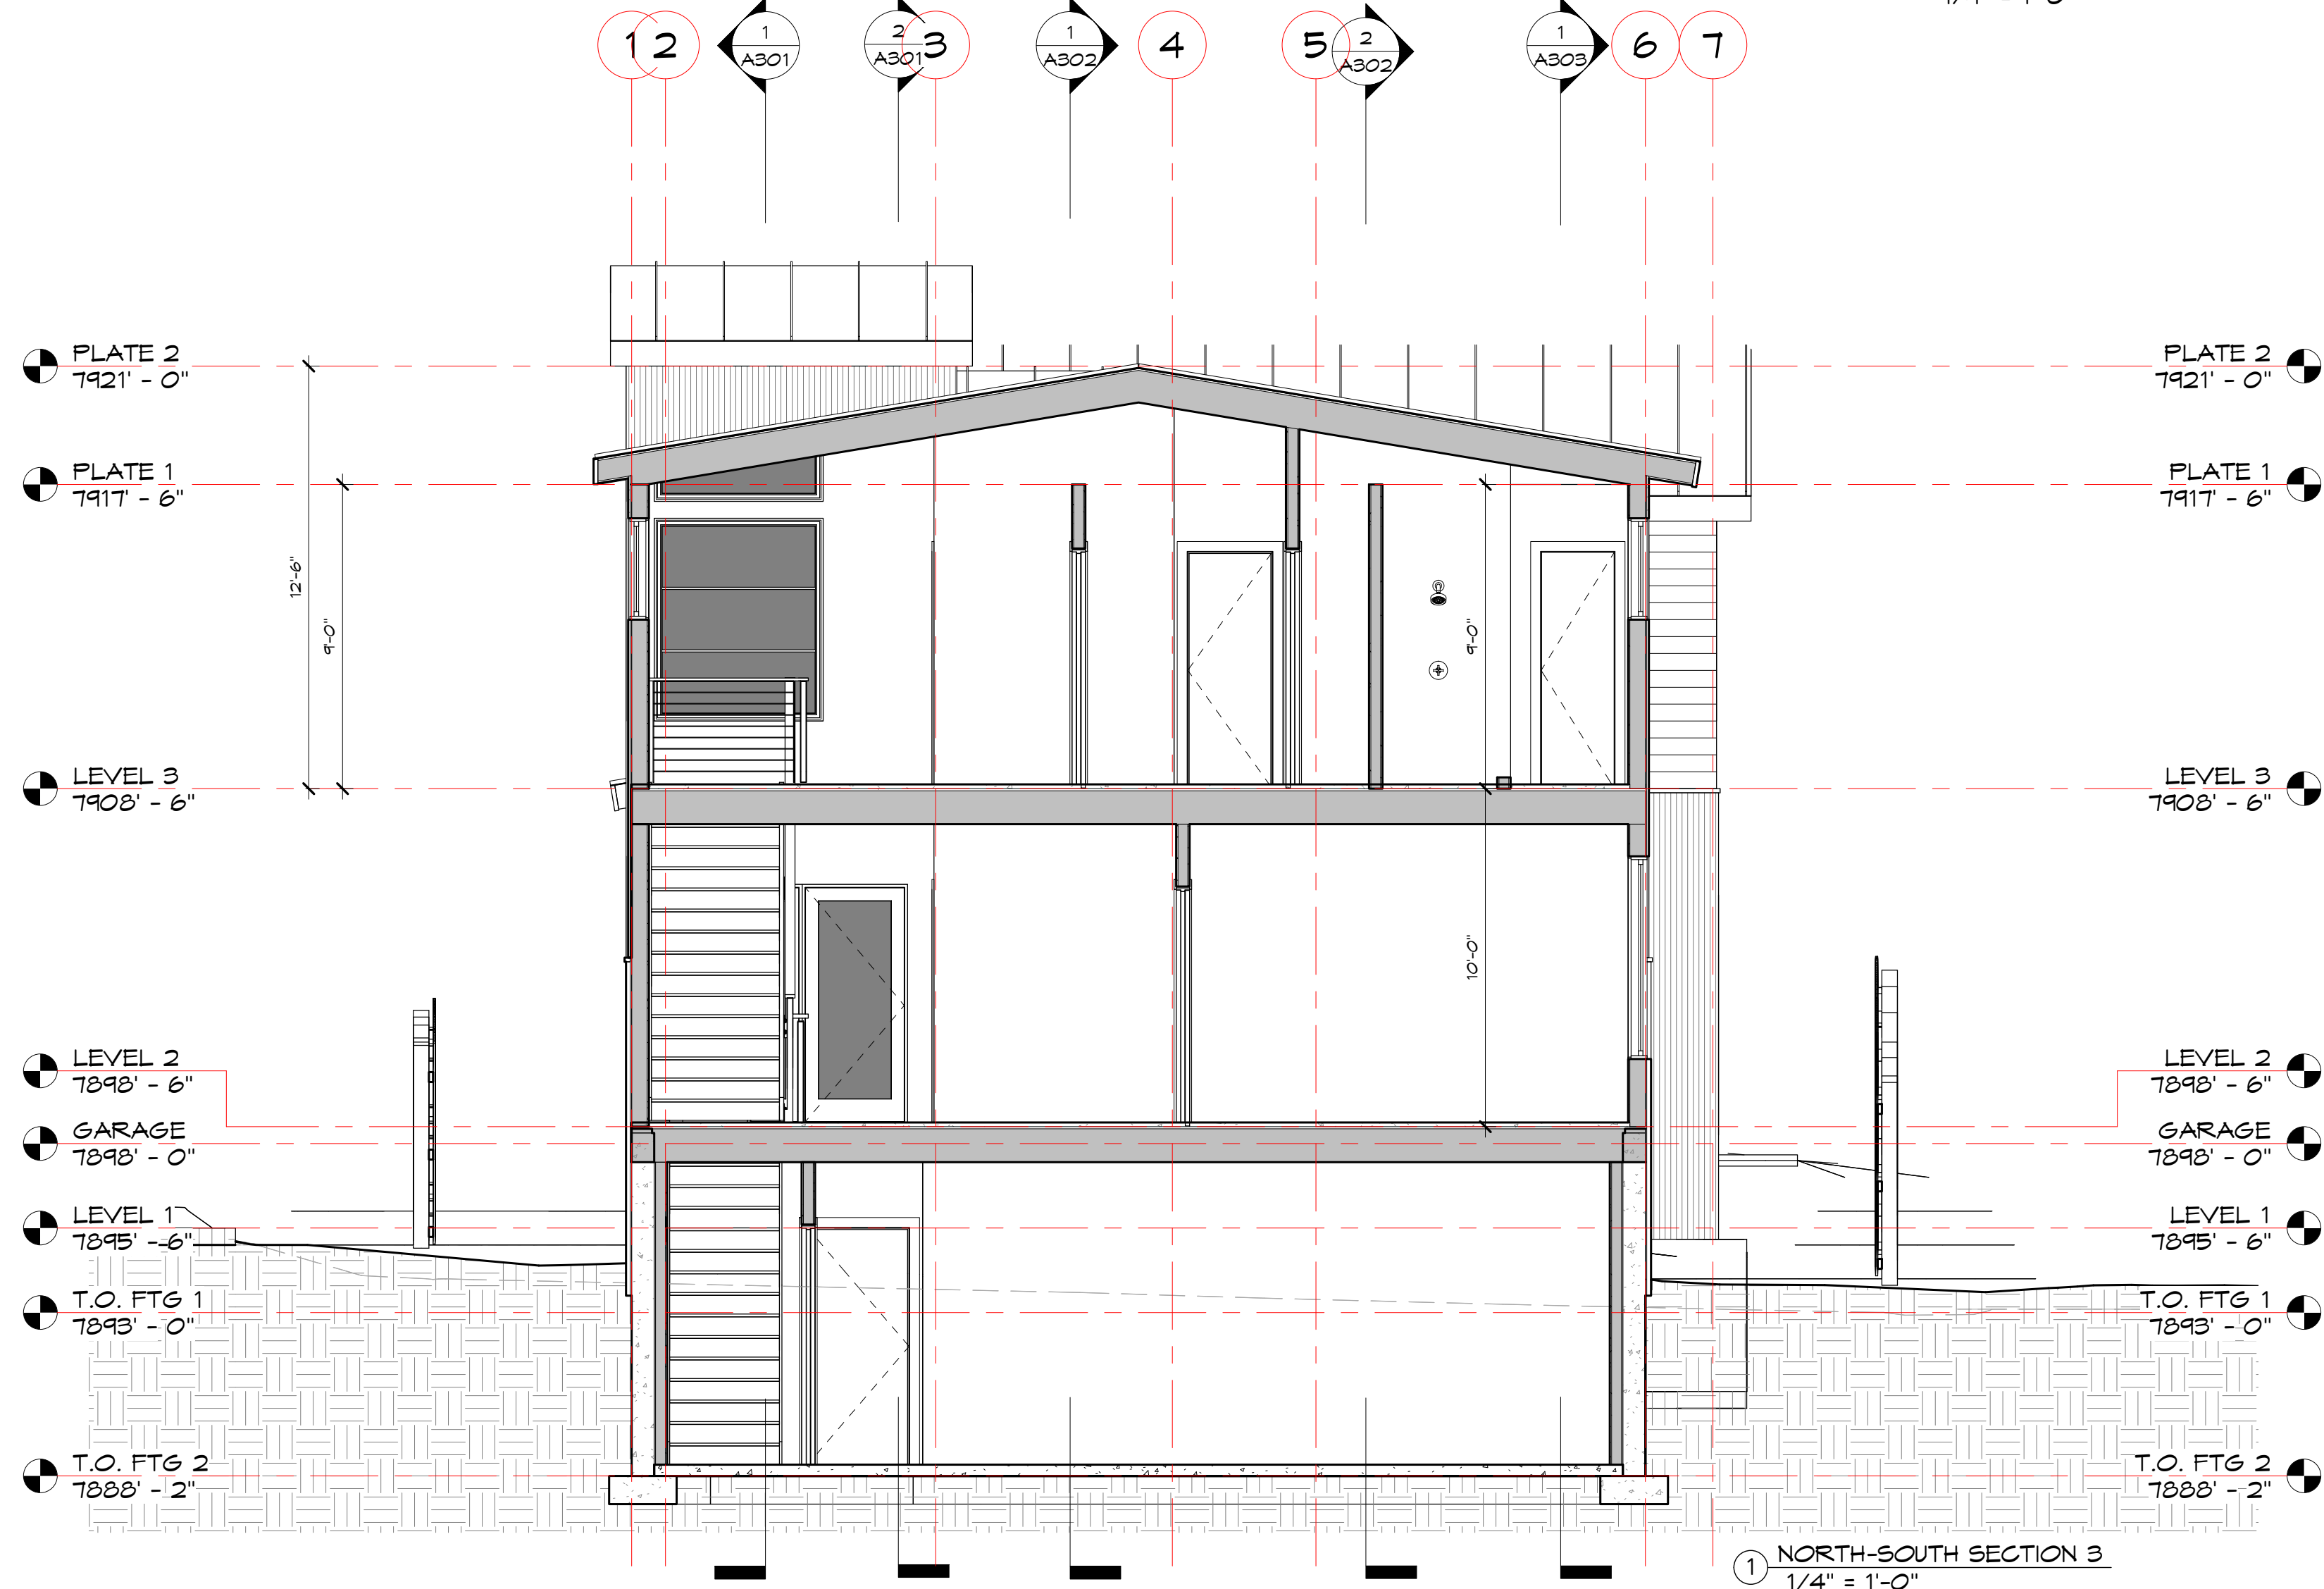 1
2
1
A301
2
A301
3
1
A302
4
5
2
A302
1
A303
6
7
PLATE 2
7921' - 0"
PLATE 2
7921' - 0"
PLATE 1
7917' - 6"
PLATE 1
7917' - 6"
12'-6"
9'-0"
9'-0"
LEVEL 3
7908' - 6"
LEVEL 3
7908' - 6"
10'-0"
LEVEL 2
7898' - 6"
LEVEL 2
7898' - 6"
GARAGE
7898' - 0"
GARAGE
7898' - 0"
LEVEL 1
7895' - 6"
LEVEL 1
7895' - 6"
T.O. FTG 1
7893' - 0"
T.O. FTG 1
7893' - 0"
T.O. FTG 2
7888' - 2"
T.O. FTG 2
7888' - 2"
1
NORTH-SOUTH SECTION 3
1/4" = 1'-0"